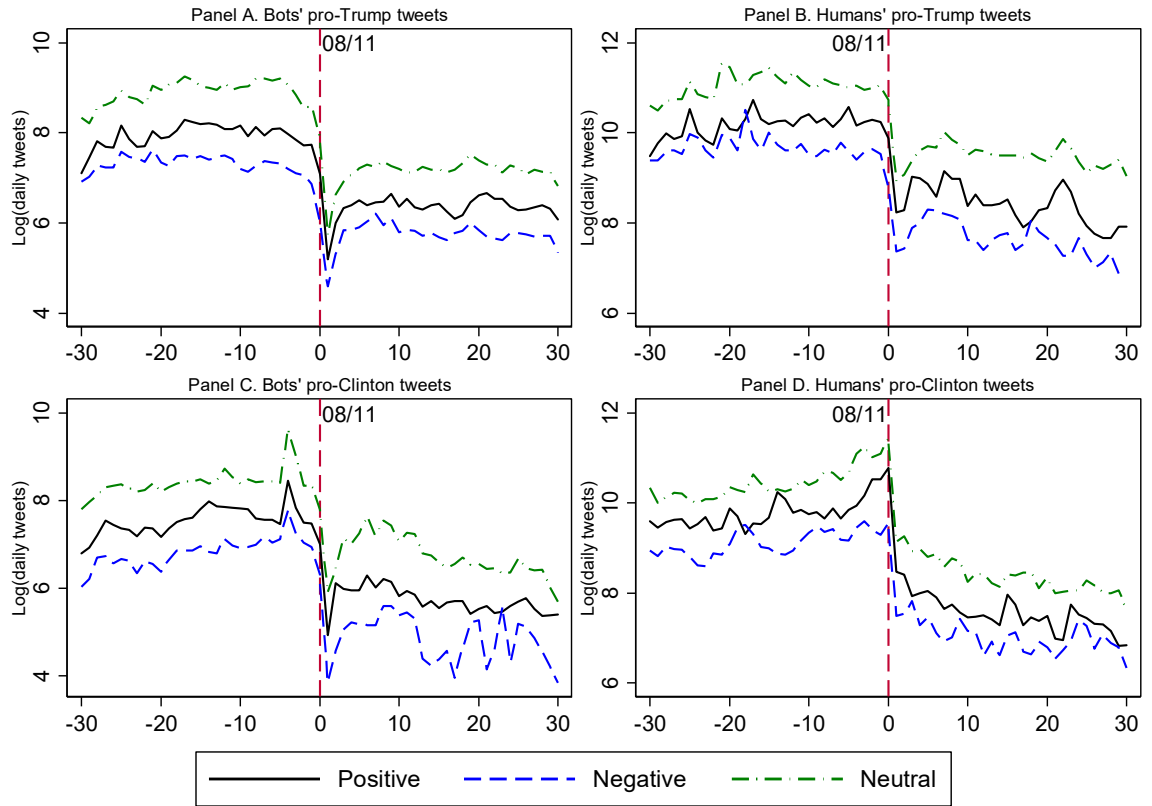 Panel A. Bots' pro-Trump tweets
Log(daily tweets)
10
8
6
4
08/11
-30 -20 -10 0 10 20 30
Panel B. Humans' pro-Trump tweets
Log(daily tweets)
12
10
8
6
08/11
-30 -20 -10 0 10 20 30
Panel C. Bots' pro-Clinton tweets
Log(daily tweets)
10
8
6
4
08/11
-30 -20 -10 0 10 20 30
Panel D. Humans' pro-Clinton tweets
Log(daily tweets)
12
10
8
6
08/11
-30 -20 -10 0 10 20 30
Positive Negative Neutral